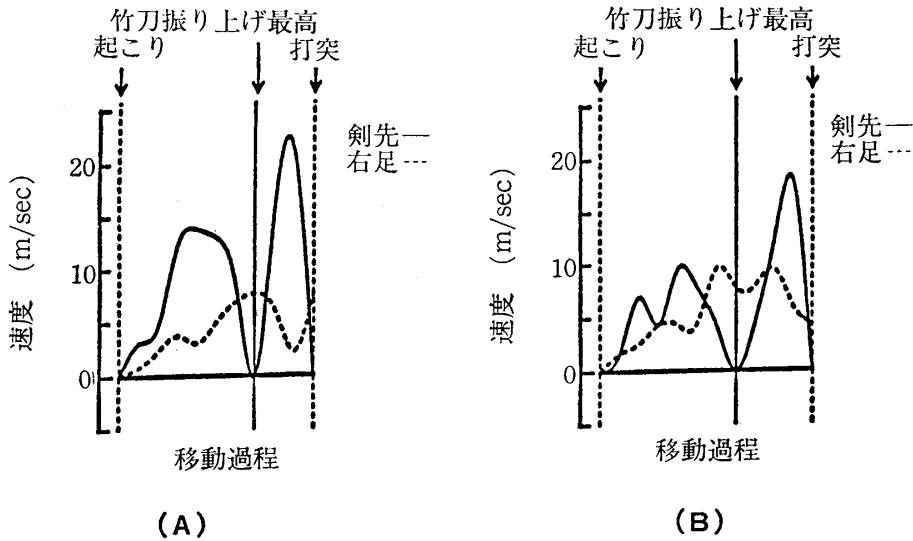 竹刀振り上げ最高
起こり
打突
剣先―
右足---
20
10
0
速度 (m/sec)
移動過程
(A)
竹刀振り上げ最高
起こり
打突
剣先―
右足---
20
10
0
速度 (m/sec)
移動過程
(B)